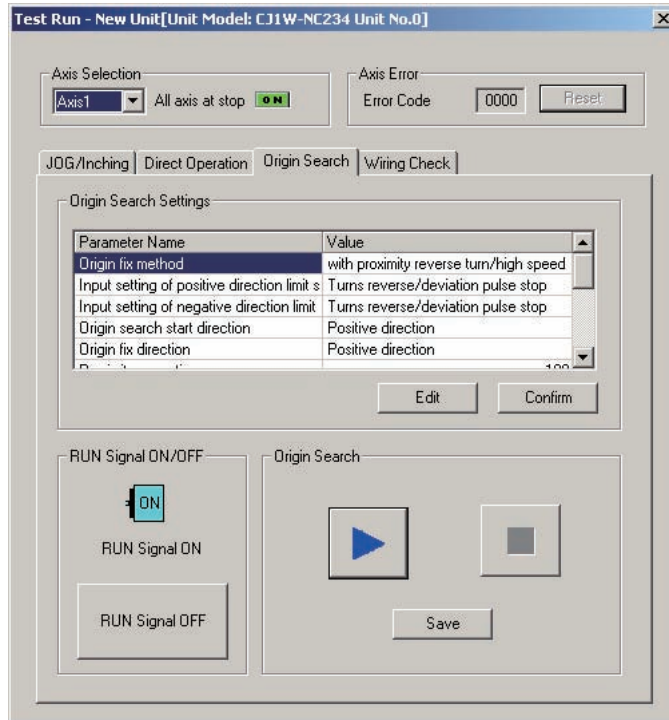 Test Run - New Unit[Unit Model: CJ1W-NC234 Unit No.0]
Axis Selection
Axis1
All axis at stop
ON
Axis Error
Error Code
0000
Reset
JOG/Inching
Direct Operation
Origin Search
Wiring Check
Origin Search Settings
Parameter Name Value
Origin fix method with proximity reverse turn/high speed
Input setting of positive direction limit s Turns reverse/deviation pulse stop
Input setting of negative direction limit Turns reverse/deviation pulse stop
Origin search start direction Positive direction
Origin fix direction Positive direction
Edit
Confirm
RUN Signal ON/OFF
ON
RUN Signal ON
RUN Signal OFF
Origin Search
Save